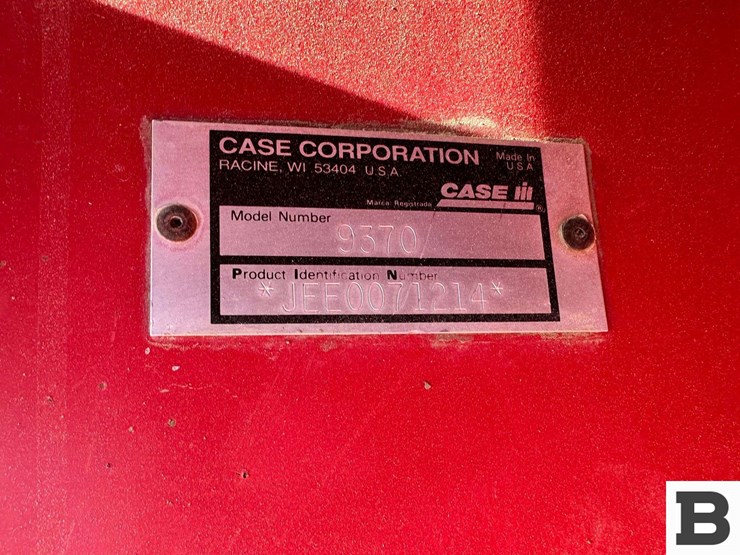 CASE CORPORATION
RACINE, WI 53404 U.S.A.
Made In
U.S.A.
CASE IH
®
Marca Registrada
Model Number
9370
Product Identification Number
*JEE0071214*
B